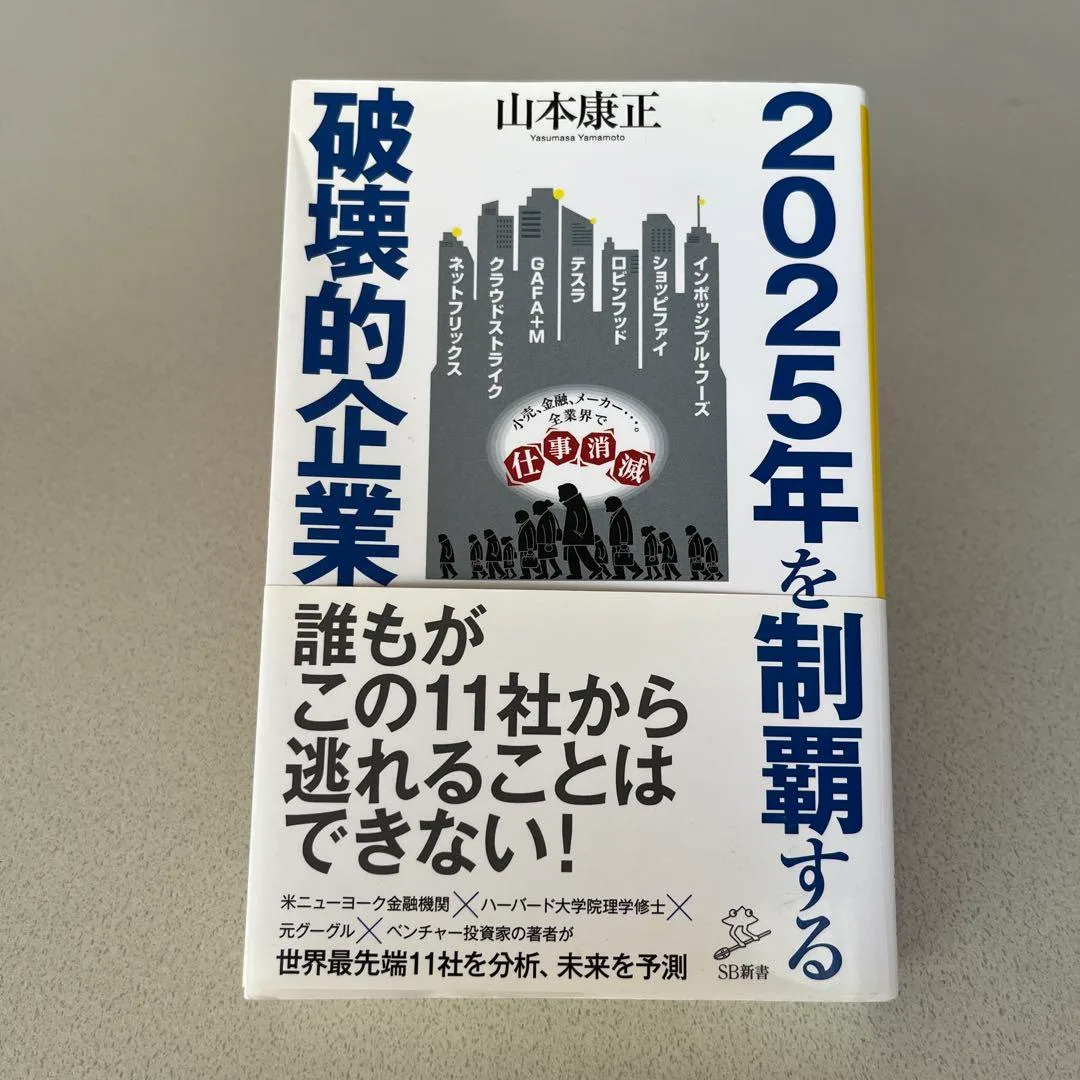 2025年を制覇する
破壊的企業
山本康正
Yasumasa Yamamoto
インポッシブル・フーズ
ショッピファイ
ロビンフッド
テスラ
GAFA+M
クラウドストライク
ネットフリックス
小売、金融、メーカー・・・。
全業界で
仕事消滅
誰もが
この11社から
逃れることは
できない!
米ニューヨーク金融機関×ハーバード大学院理学修士×
元グーグル×ベンチャー投資家の著者が
世界最先端11社を分析、未来を予測
SB新書